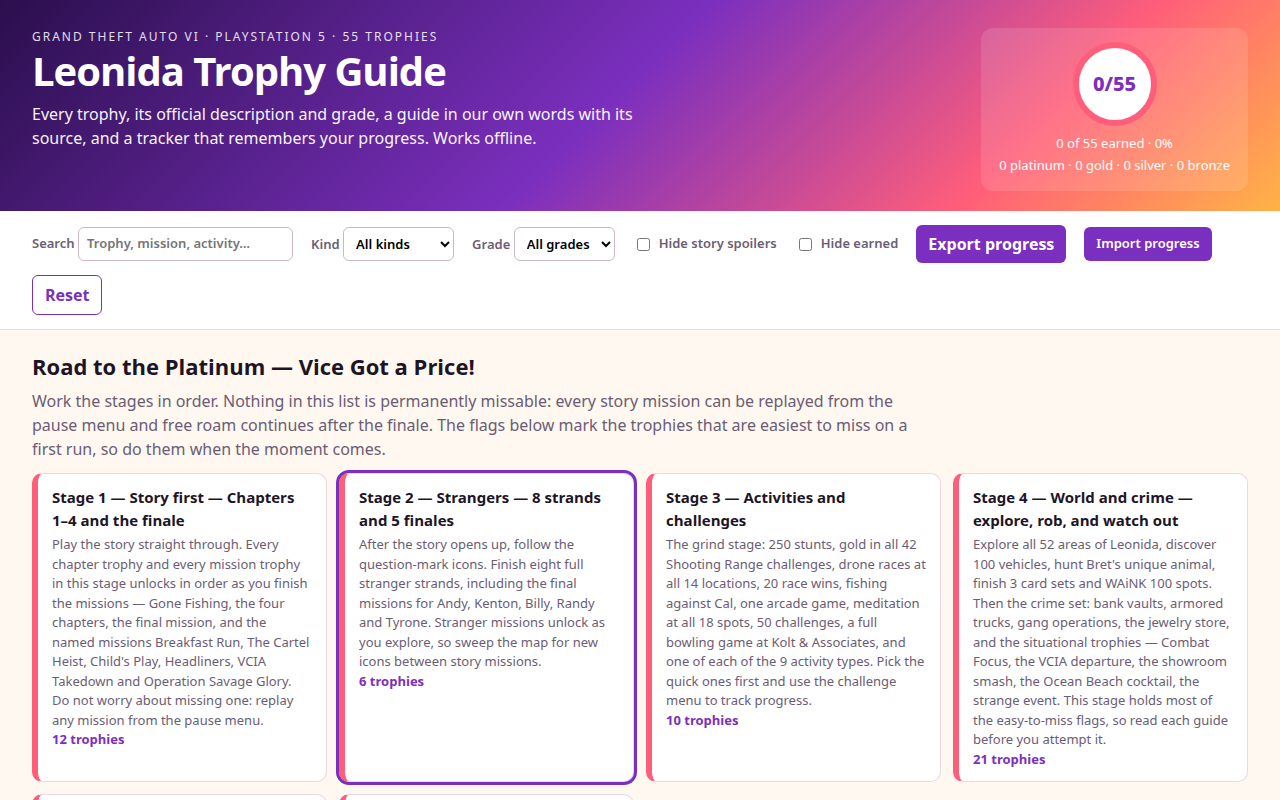 GRAND THEFT AUTO VI · PLAYSTATION 5 · 55 TROPHIES
Leonida Trophy Guide
Every trophy, its official description and grade, a guide in our own words with its
source, and a tracker that remembers your progress. Works offline.
0/55
0 of 55 earned · 0%
0 platinum · 0 gold · 0 silver · 0 bronze
Search Trophy, mission, activity... Kind All kinds Grade All grades Hide story spoilers Hide earned Export progress Import progress
Reset
Road to the Platinum — Vice Got a Price!
Work the stages in order. Nothing in this list is permanently missable: every story mission can be replayed from the
pause menu and free roam continues after the finale. The flags below mark the trophies that are easiest to miss on a
first run, so do them when the moment comes.
Stage 1 — Story first — Chapters
1–4 and the finale
Play the story straight through. Every
chapter trophy and every mission trophy
in this stage unlocks in order as you finish
the missions — Gone Fishing, the four
chapters, the final mission, and the
named missions Breakfast Run, The Cartel
Heist, Child's Play, Headliners, VCIA
Takedown and Operation Savage Glory.
Do not worry about missing one: replay
any mission from the pause menu.
12 trophies
Stage 2 — Strangers — 8 strands
and 5 finales
After the story opens up, follow the
question-mark icons. Finish eight full
stranger strands, including the final
missions for Andy, Kenton, Billy, Randy
and Davante. Stranger missions unlock as
you explore, so sweep the map for new
icons between story missions.
6 trophies
Stage 3 — Activities and
challenges
The grind stage: 250 stunts, gold in all 42
Shooting Range challenges, drone races at
all 14 locations, 20 race wins, fishing
against Cal, one arcade game, meditation
at all 18 spots, 50 challenges, a full
bowling game at Kolt & Associates, and
one of each of the 9 activity types. Pick the
quick ones first and use the challenge
menu to track progress.
10 trophies
Stage 4 — World and crime —
explore, rob, and watch out
Explore all 52 areas of Leonida, discover
100 vehicles, hunt Bret's unique animal,
finish 3 card sets and WAiNK 100 spots.
Then the crime set: bank vaults, armored
trucks, gang operations, the jewelry store,
and the situational trophies — Combat
Focus, the VCIA departure, the showroom
smash, the Ocean Beach cocktail, the
strange event. This stage holds most of
the easy-to-miss flags, so read each guide
before you attempt it.
21 trophies